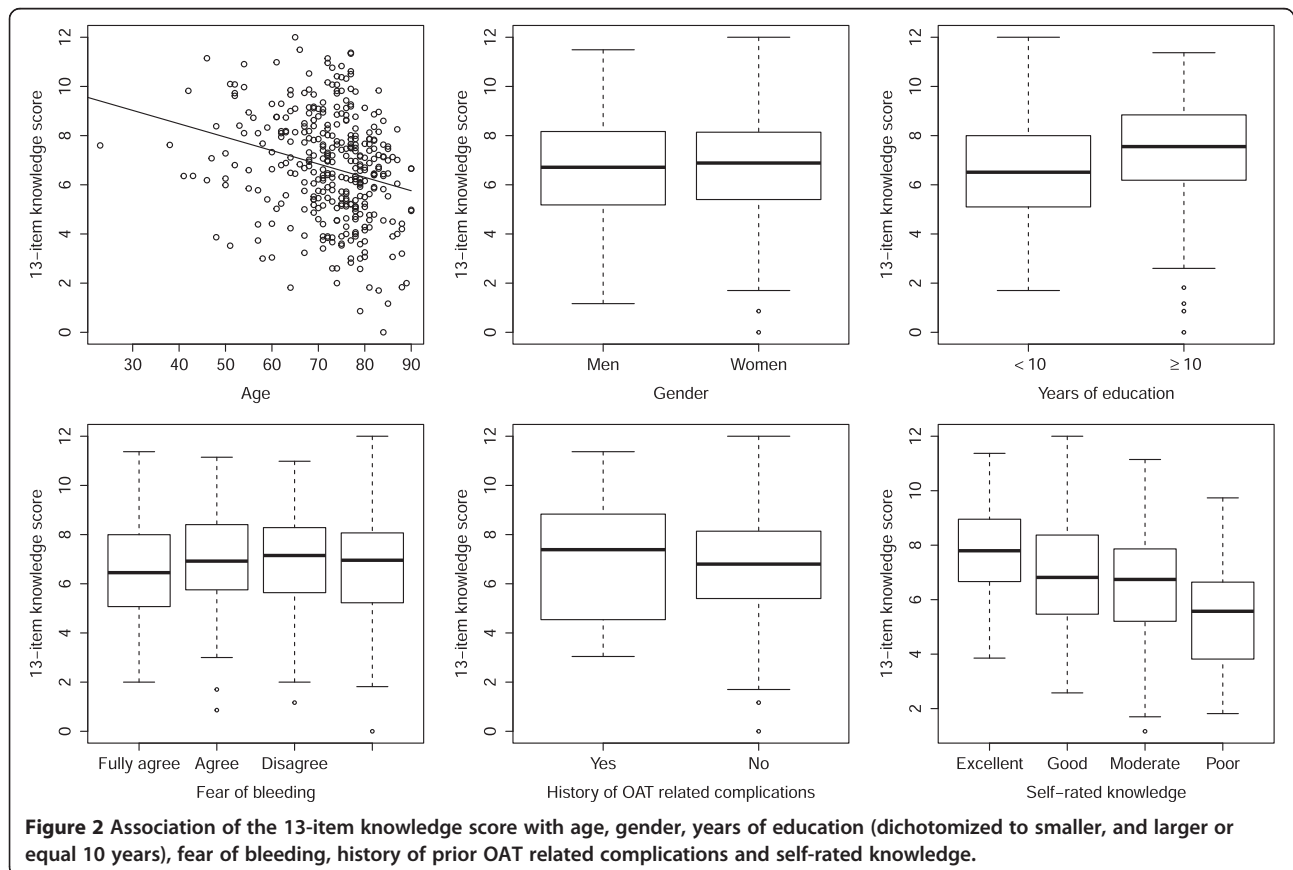 13−item knowledge score
12
10
8
6
4
2
0
30 40 50 60 70 80 90
Age
13−item knowledge score
12
10
8
6
4
2
0
Men Women
Gender
13−item knowledge score
12
10
8
6
4
2
0
< 10 ≥ 10
Years of education
13−item knowledge score
12
10
8
6
4
2
0
Fully agree Agree Disagree
Fear of bleeding
13−item knowledge score
12
10
8
6
4
2
0
Yes No
History of OAT related complications
13−item knowledge score
12
10
8
6
4
2
Excellent Good Moderate Poor
Self−rated knowledge
Figure 2 Association of the 13-item knowledge score with age, gender, years of education (dichotomized to smaller, and larger or
equal 10 years), fear of bleeding, history of prior OAT related complications and self-rated knowledge.